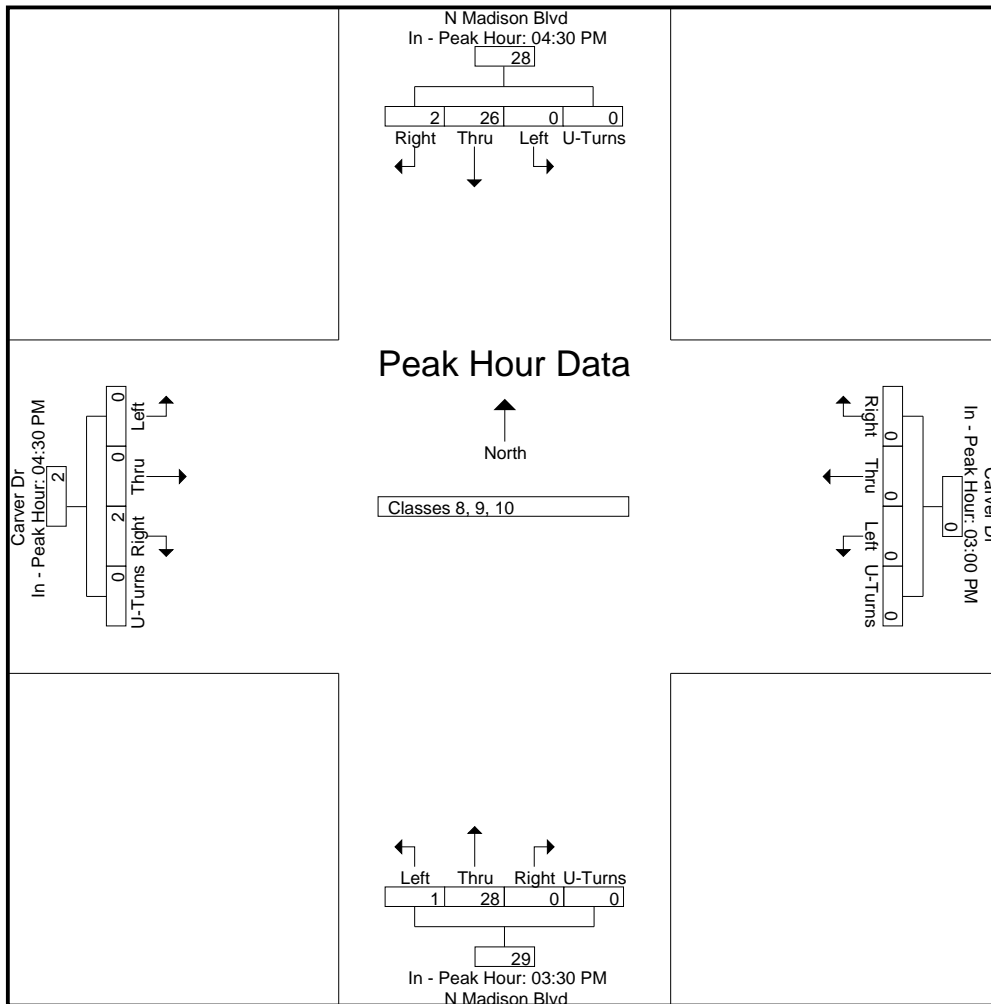 N Madison Blvd
In - Peak Hour: 04:30 PM
28
2 26 0 0
Right Thru Left U-Turns
Peak Hour Data
North
Classes 8, 9, 10
Carver Dr
In - Peak Hour: 04:30 PM
2
0 0 2 0
Left Thru Right U-Turns
Carver Dr
In - Peak Hour: 03:00 PM
0
0 0 0 0
Right Thru Left U-Turns
Left Thru Right U-Turns
1 28 0 0
29
In - Peak Hour: 03:30 PM
N Madison Blvd